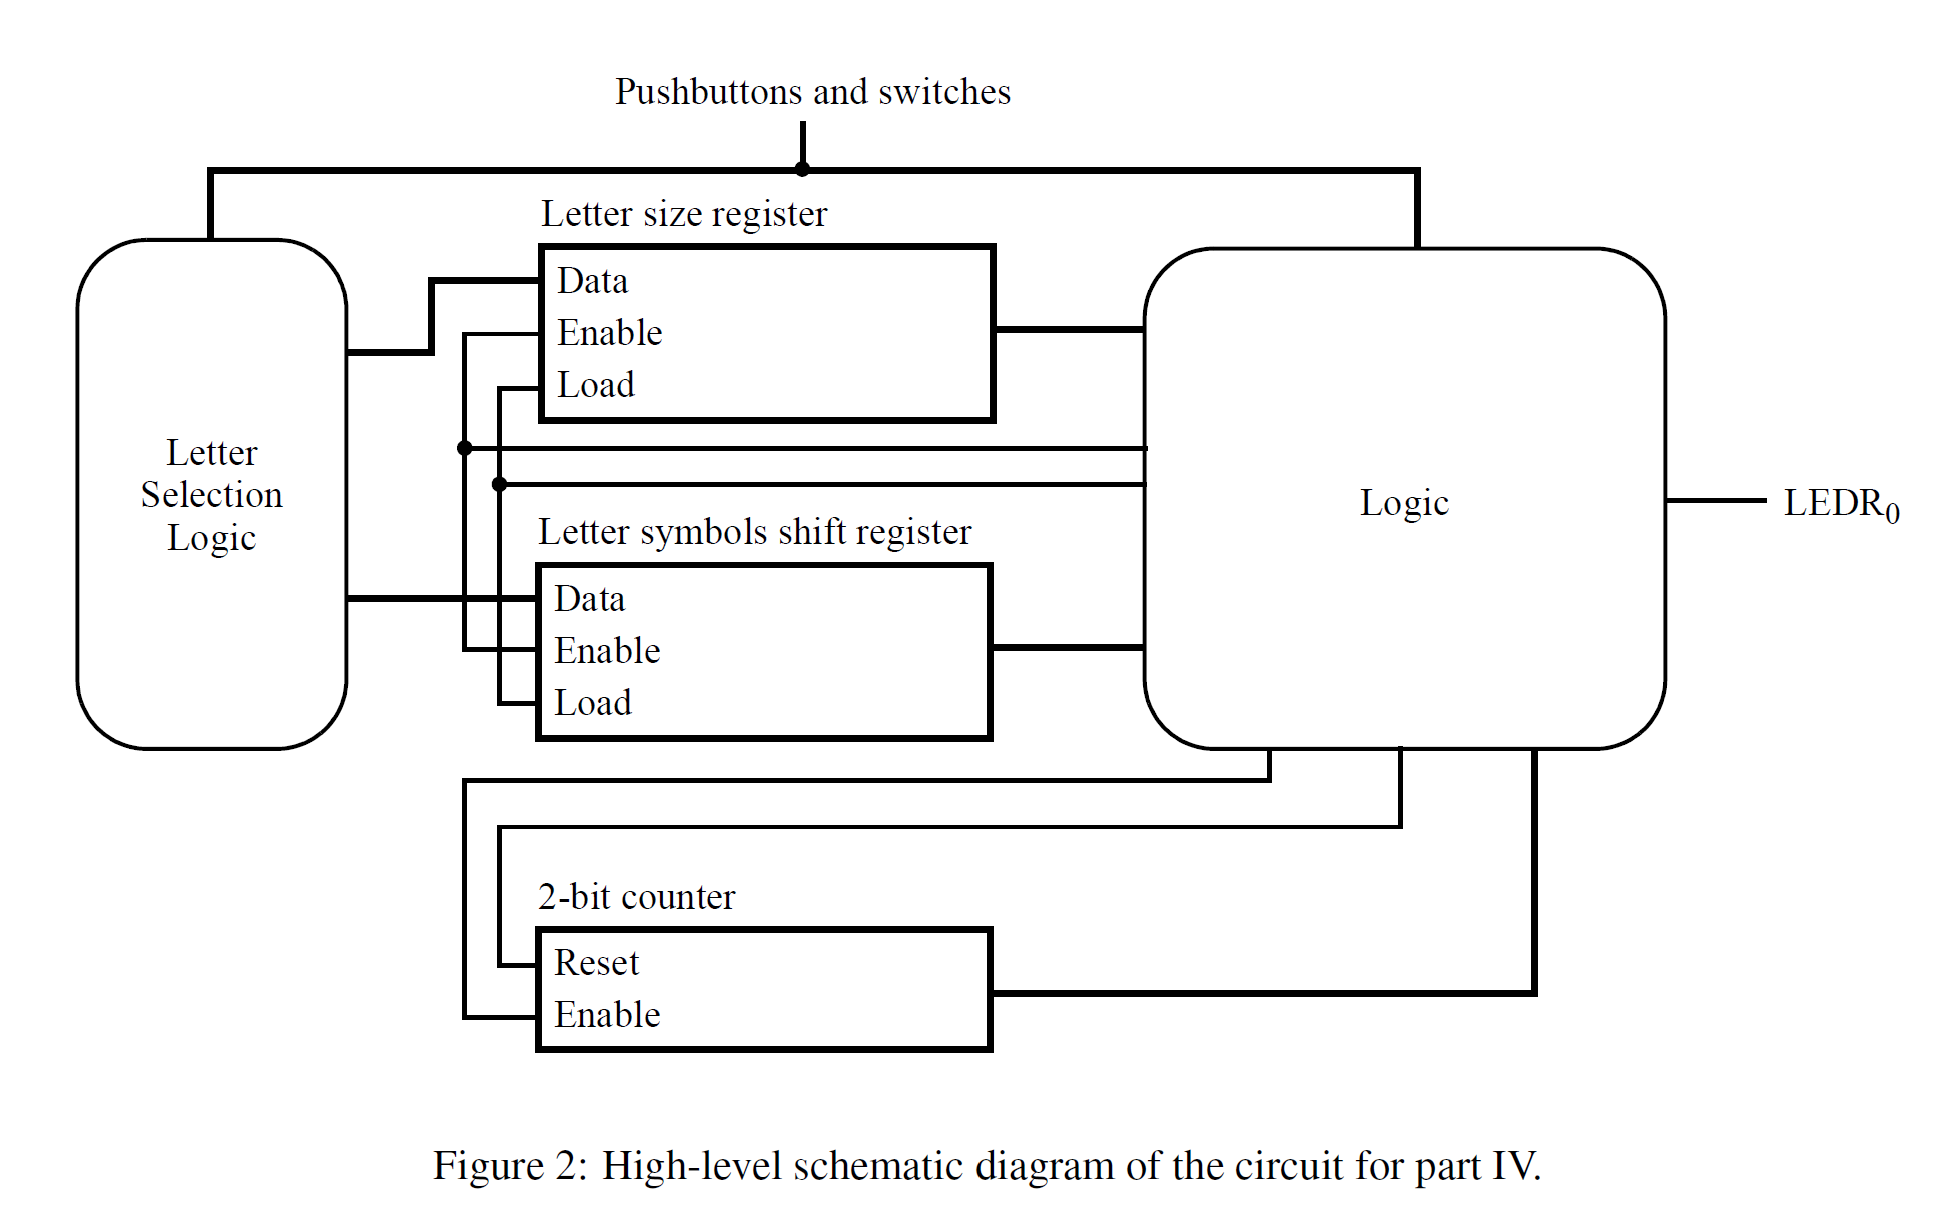 Pushbuttons and switches
Letter size register
Data
Enable
Load
Letter
Selection
Logic
Logic
LEDR0
Letter symbols shift register
Data
Enable
Load
2-bit counter
Reset
Enable
Figure 2: High-level schematic diagram of the circuit for part IV.